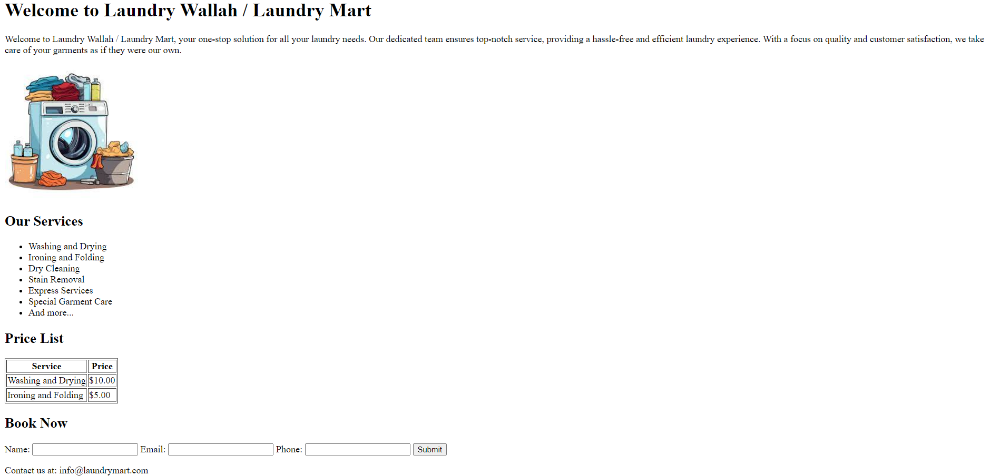 Welcome to Laundry Wallah / Laundry Mart
Welcome to Laundry Wallah / Laundry Mart, your one-stop solution for all your laundry needs. Our dedicated team ensures top-notch service, providing a hassle-free and efficient laundry experience. With a focus on quality and customer satisfaction, we take
care of your garments as if they were our own.
Our Services
• Washing and Drying
• Ironing and Folding
• Dry Cleaning
• Stain Removal
• Express Services
• Special Garment Care
• And more...
Price List
Service Price
Washing and Drying $10.00
Ironing and Folding $5.00
Book Now
Name: Email: Phone: Submit
Contact us at: info@laundrymart.com